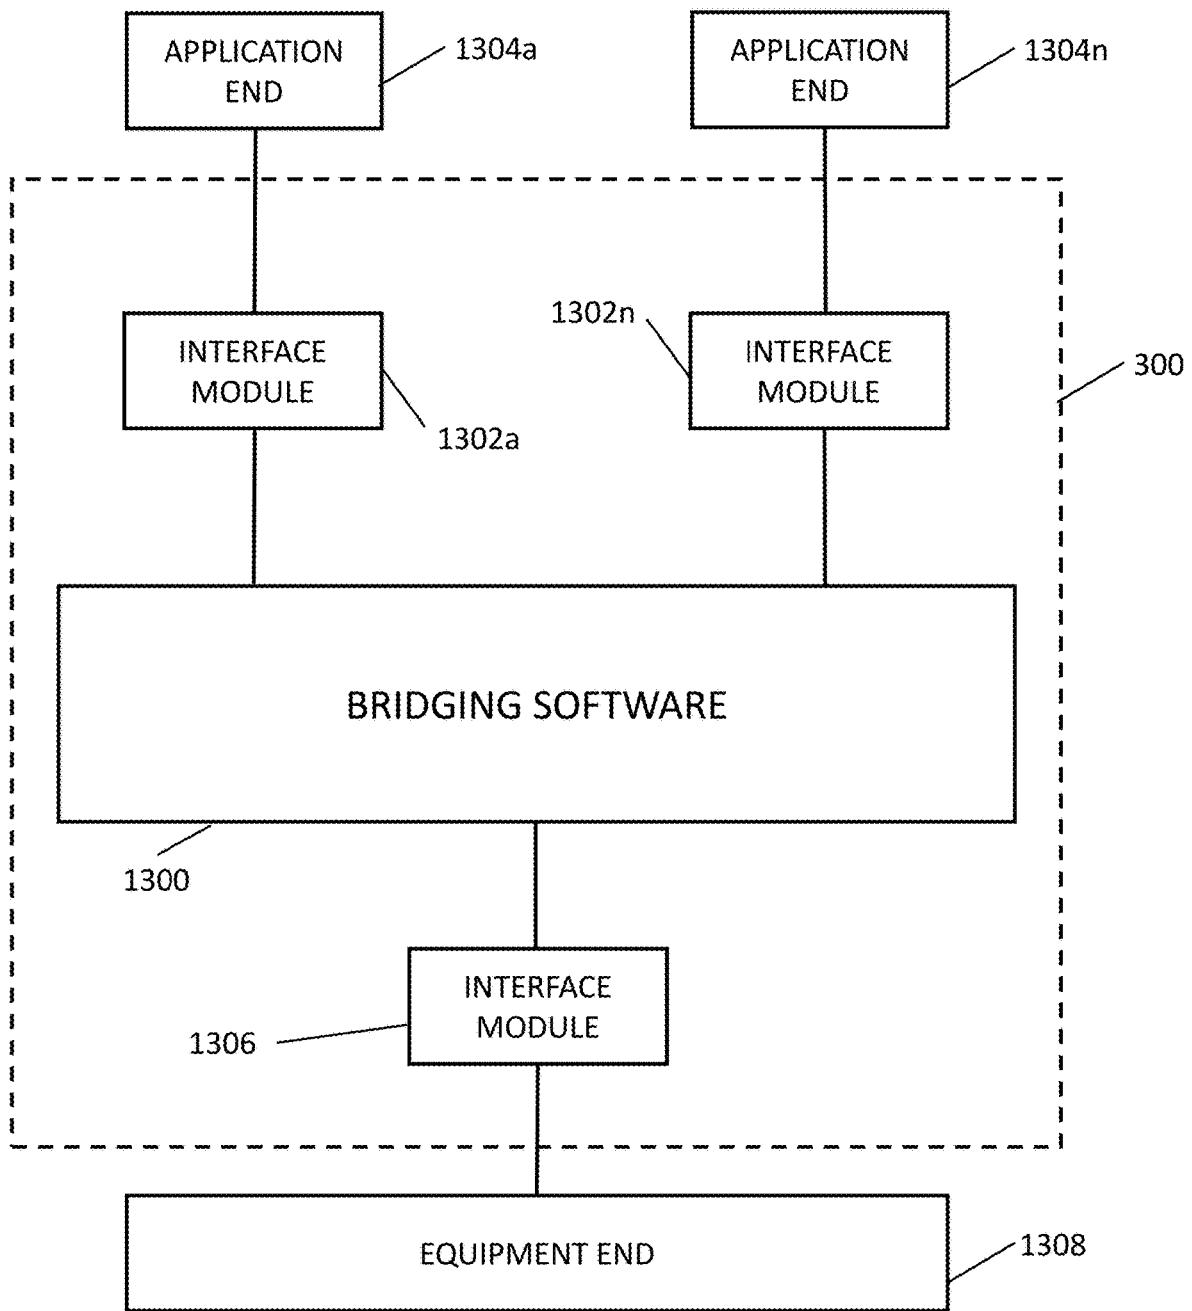 APPLICATION
END
1304a
APPLICATION
END
1304n
INTERFACE
MODULE
1302a
1302n
INTERFACE
MODULE
300
BRIDGING SOFTWARE
1300
INTERFACE
MODULE
1306
EQUIPMENT END
1308